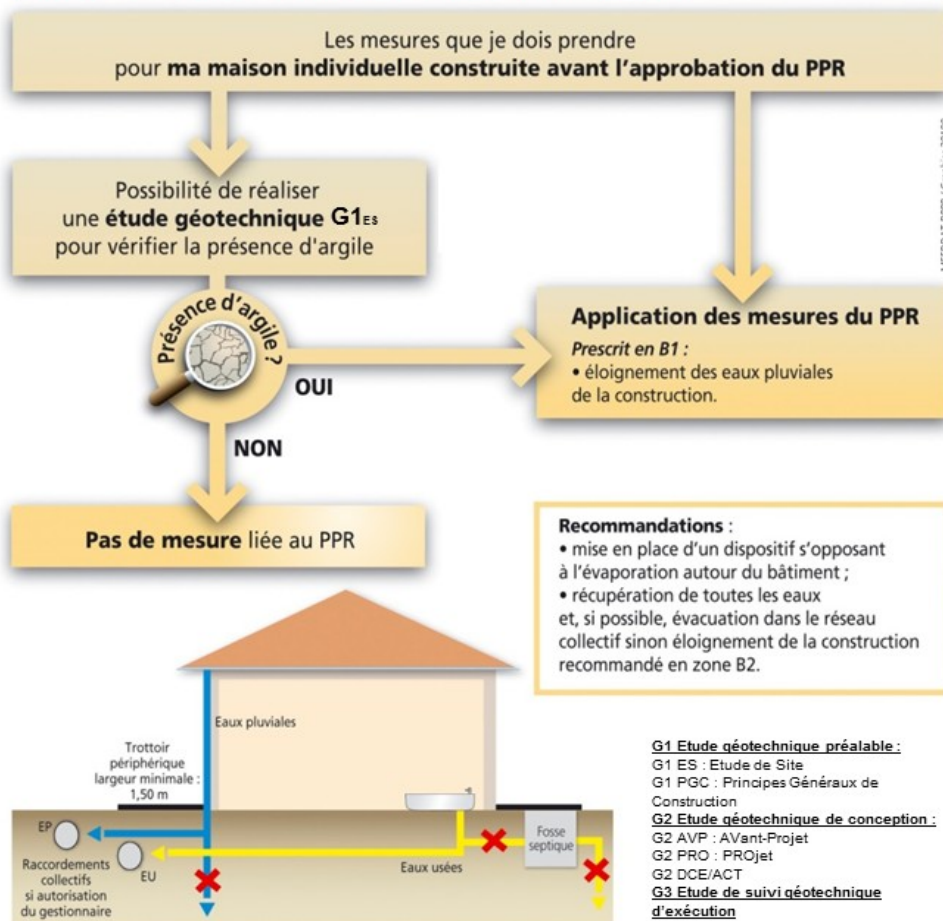 Les mesures que je dois prendre
pour ma maison individuelle construite avant l'approbation du PPR
Possibilité de réaliser
une étude géotechnique G1ES
pour vérifier la présence d'argile
Présence d'argile ?
OUI
NON
Application des mesures du PPR
Prescrit en B1 :
• éloignement des eaux pluviales
de la construction.
Pas de mesure liée au PPR
Recommandations :
• mise en place d'un dispositif s'opposant
à l'évaporation autour du bâtiment ;
• récupération de toutes les eaux
et, si possible, évacuation dans le réseau
collectif sinon éloignement de la construction
recommandé en zone B2.
Eaux pluviales
Trottoir
périphérique
largeur minimale :
1,50 m
EP
EU
Raccordements
collectifs
si autorisation
du gestionnaire
Eaux usées
Fosse
septique
G1 Etude géotechnique préalable :
G1 ES : Etude de Site
G1 PGC : Principes Généraux de
Construction
G2 Etude géotechnique de conception :
G2 AVP : AVant-Projet
G2 PRO : PROjet
G2 DCE/ACT
G3 Etude de suivi géotechnique
d'exécution